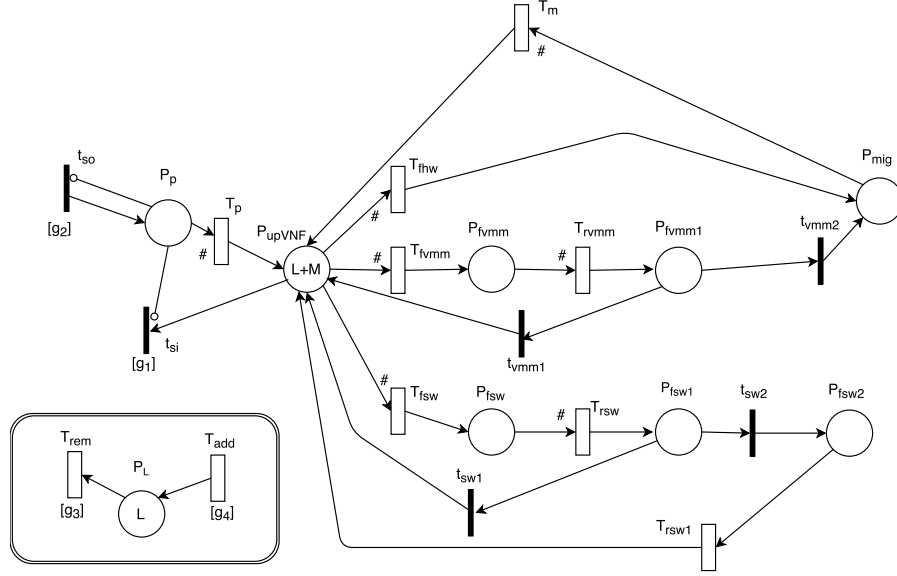 Tm
#
tso
Pp
Tfhw
Pmig
[g2]
Tp
#
#
PupVNF
Pfvmm
Trvmm
Pfvmm1
tvmm2
L+M
#
Tfvmm
#
tsi
[g1]
tvmm1
#
Tfsw
Pfsw
#
Trsw
Pfsw1
tsw2
Pfsw2
Trem
PL
Tadd
tsw1
L
[g3]
[g4]
Trsw1